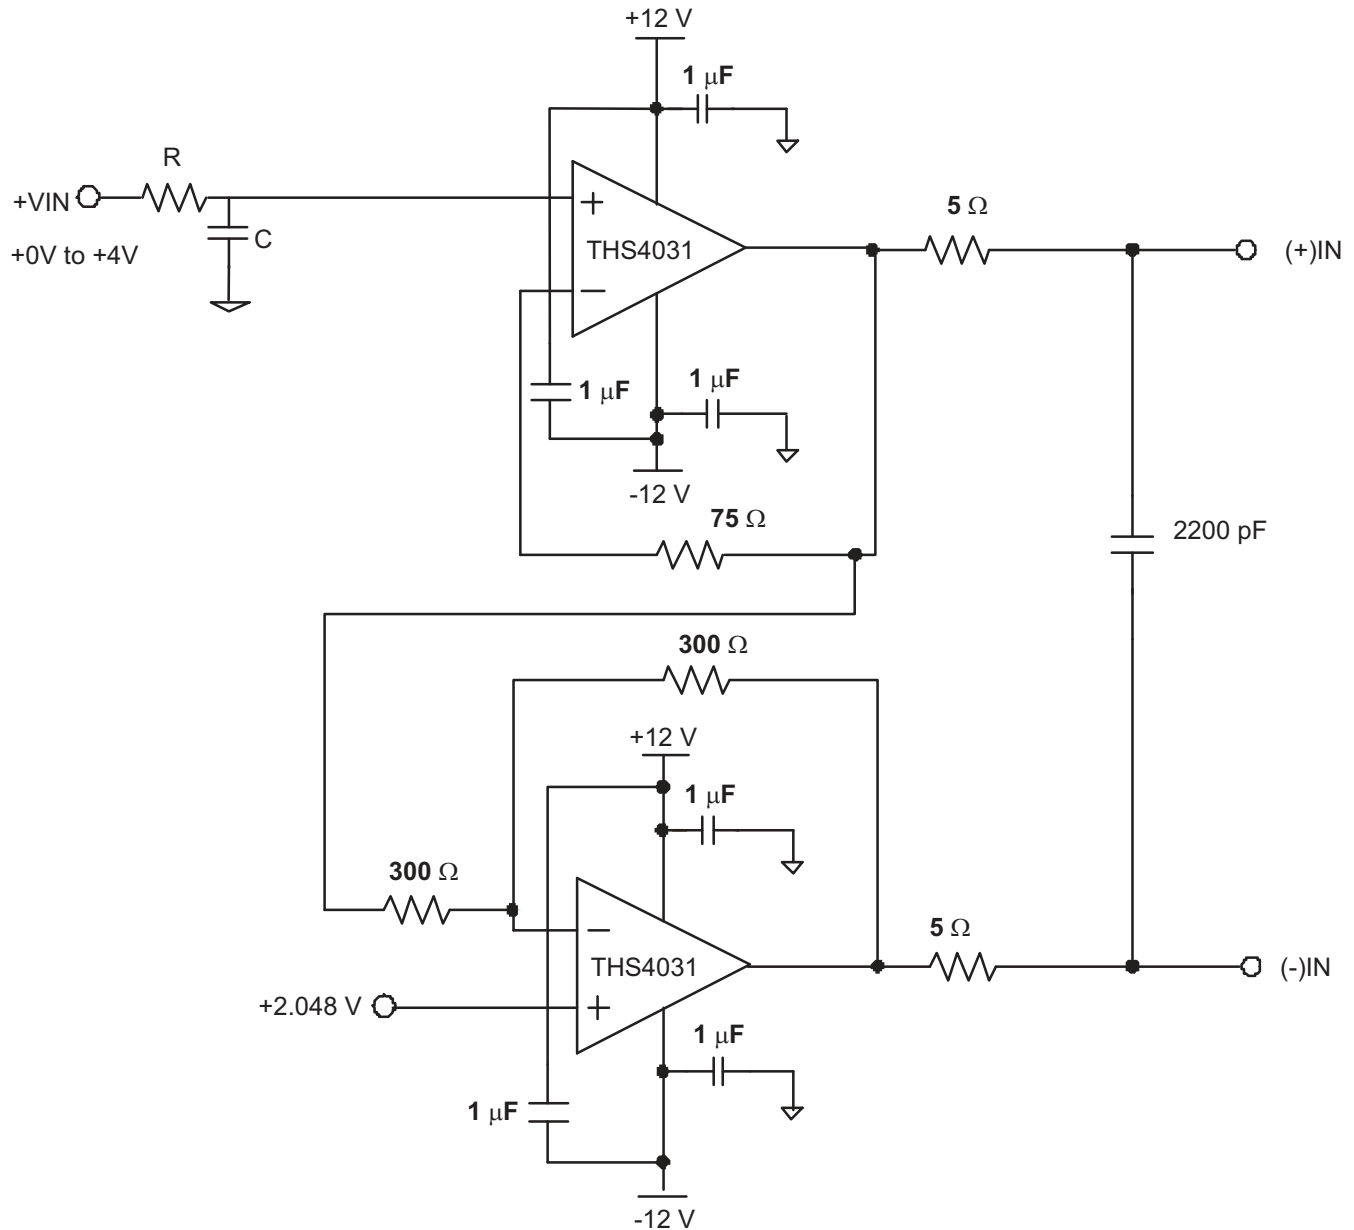 +12 V
1 μF
R
+VIN
+
5 Ω
C
THS4031
(+)IN
+0V to +4V
−
1 μF
1 μF
-12 V
75 Ω
2200 pF
300 Ω
+12 V
1 μF
300 Ω
−
5 Ω
THS4031
(-)IN
+2.048 V
+
1 μF
1 μF
-12 V